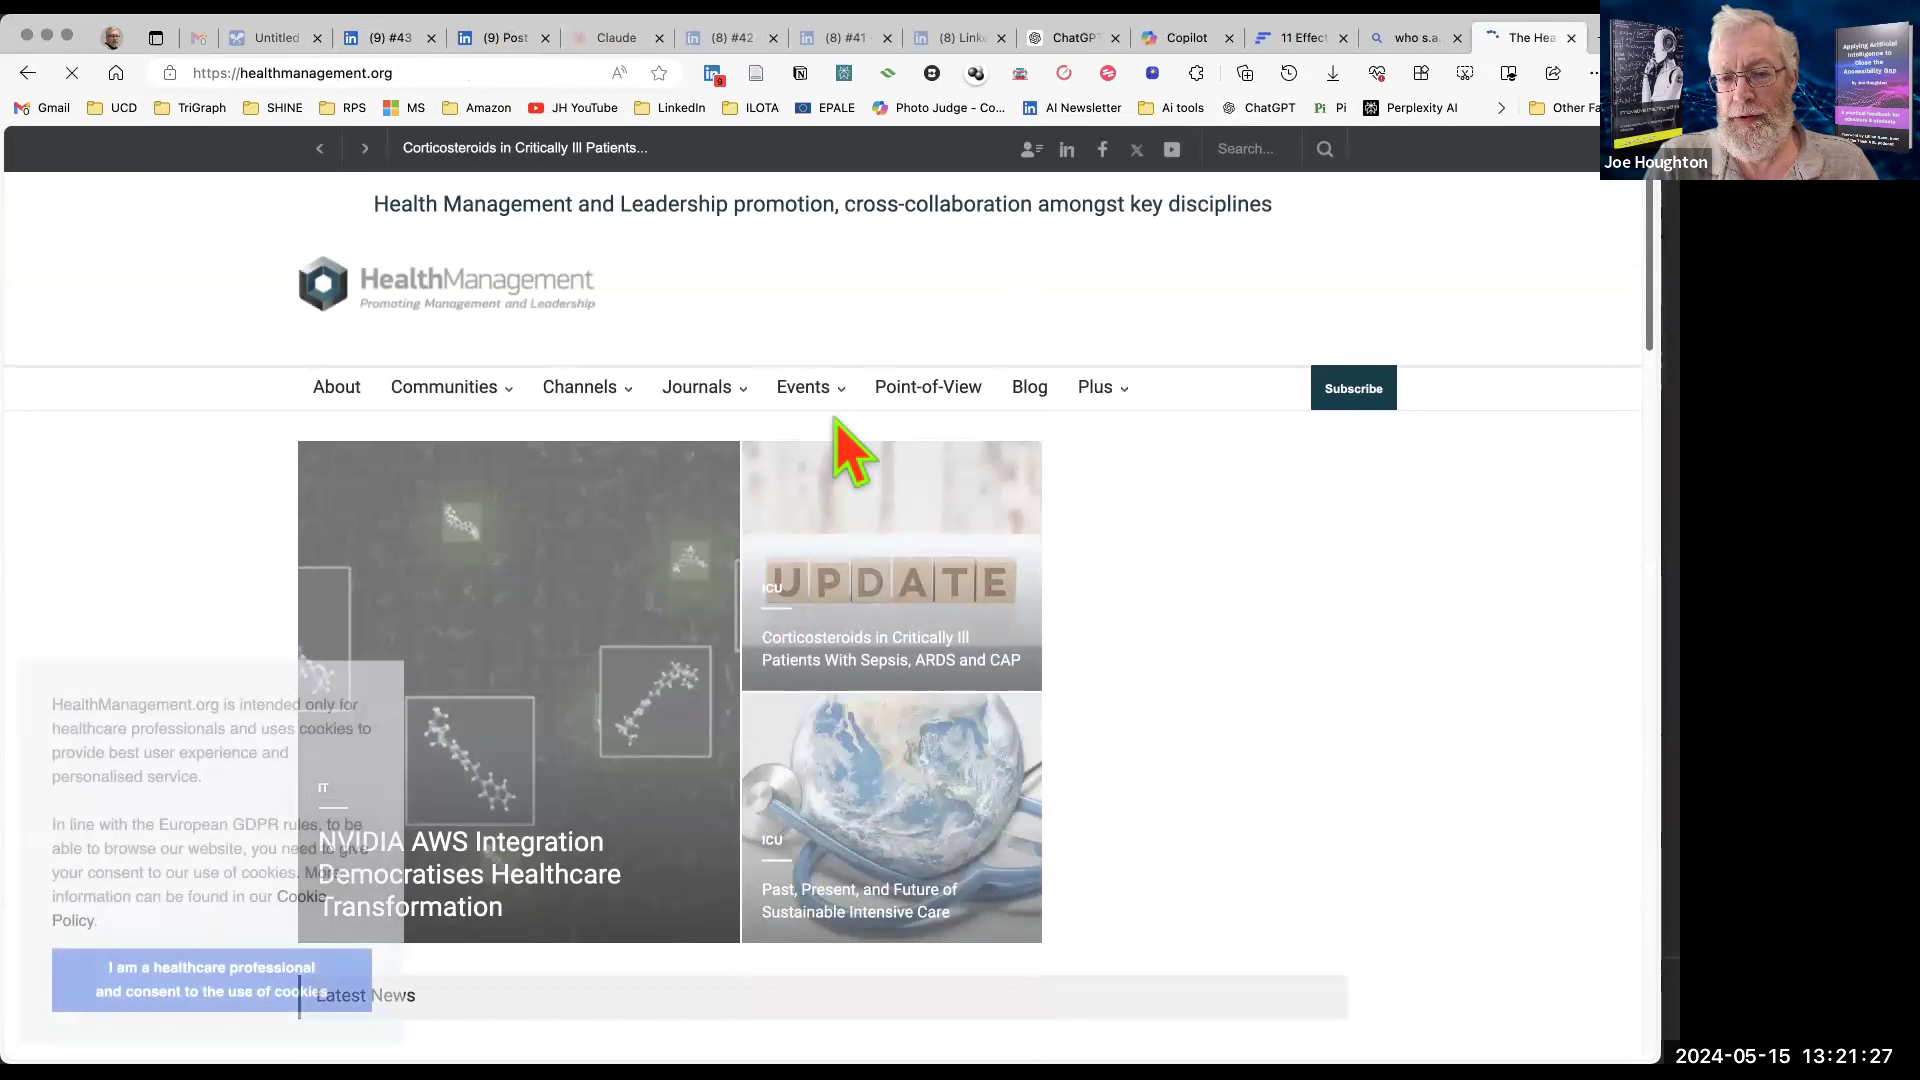 Untitled
(9) #43
(9) Post
Claude
(8) #42
(8) #41
(8) Linke
ChatGPT
Copilot
11 Effect
who s.a.
The Hea
https://healthmanagement.org
Gmail
UCD
TriGraph
SHINE
RPS
MS
Amazon
JH YouTube
LinkedIn
ILOTA
EPALE
Photo Judge - Co...
AI Newsletter
Ai tools
ChatGPT
Pi
Perplexity AI
Other Fa
Joe Houghton
Applying Artificial
Intelligence to
Close the
Accessibility Gap
Corticosteroids in Critically Ill Patients...
Search...
Health Management and Leadership promotion, cross-collaboration amongst key disciplines
HealthManagement
Promoting Management and Leadership
About
Communities
Channels
Journals
Events
Point-of-View
Blog
Plus
Subscribe
UPDATE
ICU
Corticosteroids in Critically Ill
Patients With Sepsis, ARDS and CAP
IT
NVIDIA AWS Integration
Democratises Healthcare
Transformation
ICU
Past, Present, and Future of
Sustainable Intensive Care
HealthManagement.org is intended only for
healthcare professionals and uses cookies to
provide best user experience and
personalised service.
In line with the European GDPR rules, to be
able to browse our website, you need to give
your consent to our use of cookies. More
information can be found in our Cookie
Policy.
I am a healthcare professional
and consent to the use of cookies
Latest News
2024-05-15 13:21:27